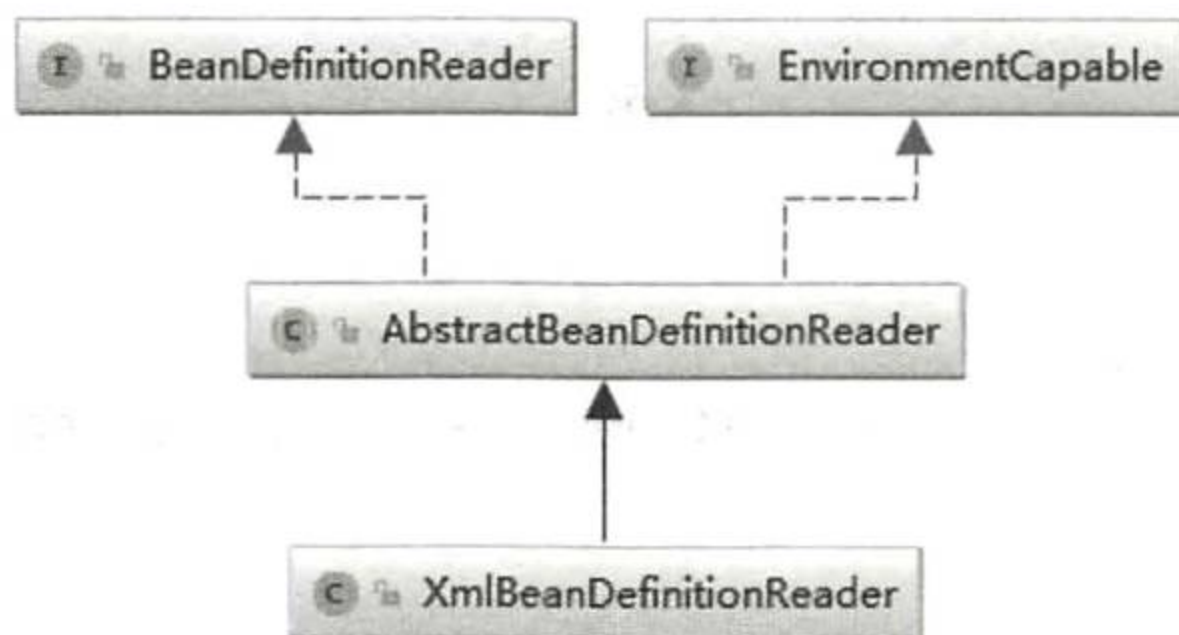 I BeanDefinitionReader
I EnvironmentCapable
C AbstractBeanDefinitionReader
C XmlBeanDefinitionReader